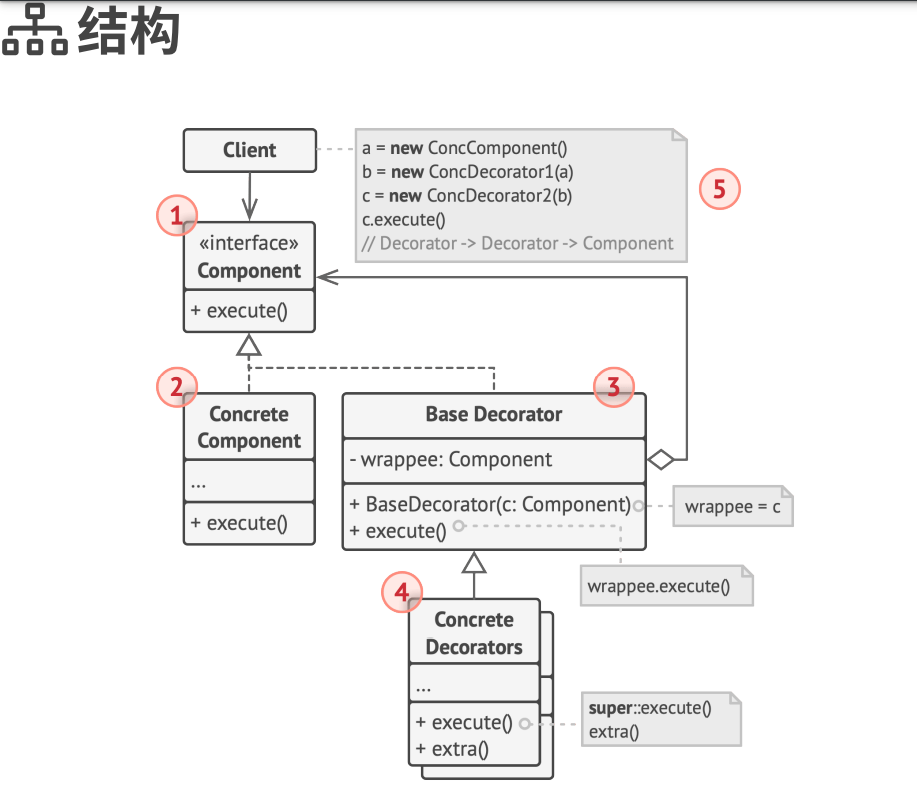 结构
Client
a = new ConcComponent()
b = new ConcDecorator1(a)
c = new ConcDecorator2(b)
c.execute()
// Decorator -> Decorator -> Component
5
1
«interface»
Component
+ execute()
2
Concrete
Component
...
+ execute()
3
Base Decorator
- wrappee: Component
+ BaseDecorator(c: Component)
+ execute()
wrappee = c
wrappee.execute()
4
Concrete
Decorators
...
+ execute()
+ extra()
super::execute()
extra()